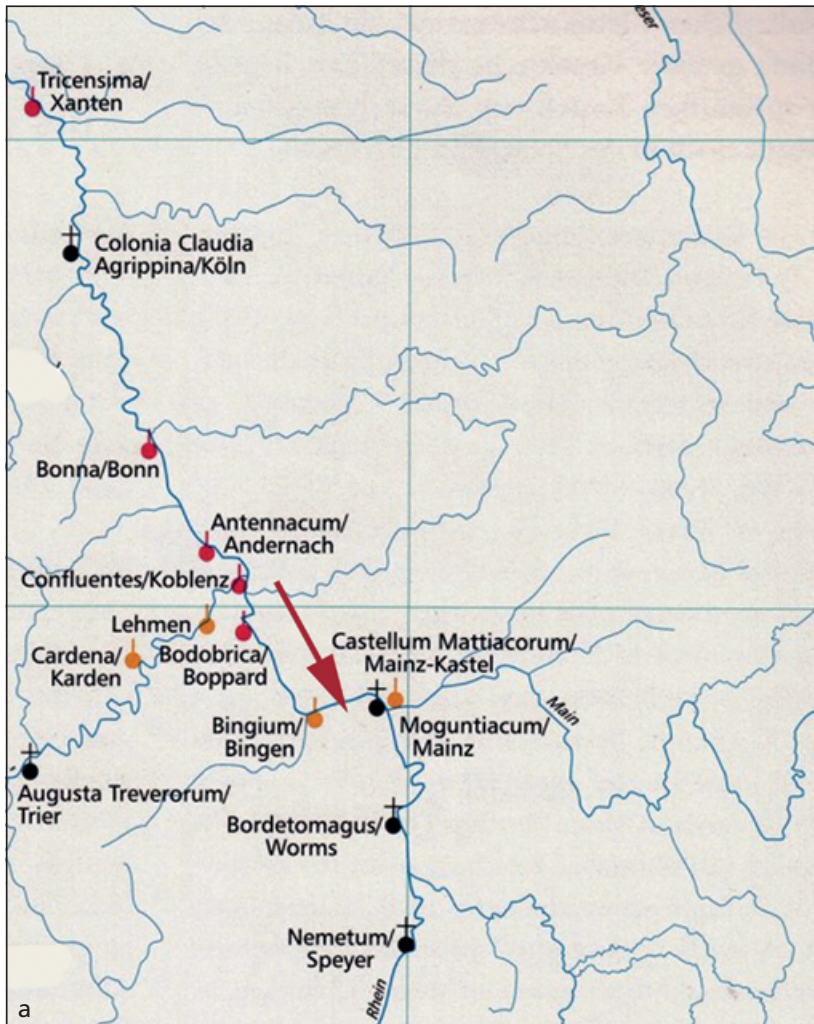 eser
Tricensima/
Xanten
Colonia Claudia
Agrippina/Köln
Bonna/Bonn
Antennacum/
Andernach
Confluentes/Koblenz
Lehmen
Cardena/
Karden
Bodobrica/
Boppard
Castellum Mattiacorum/
Mainz-Kastel
Main
Bingium/
Bingen
Moguntiacum/
Mainz
Augusta Treverorum/
Trier
Bordetomagus/
Worms
Nemetum/
Speyer
Rhein
a